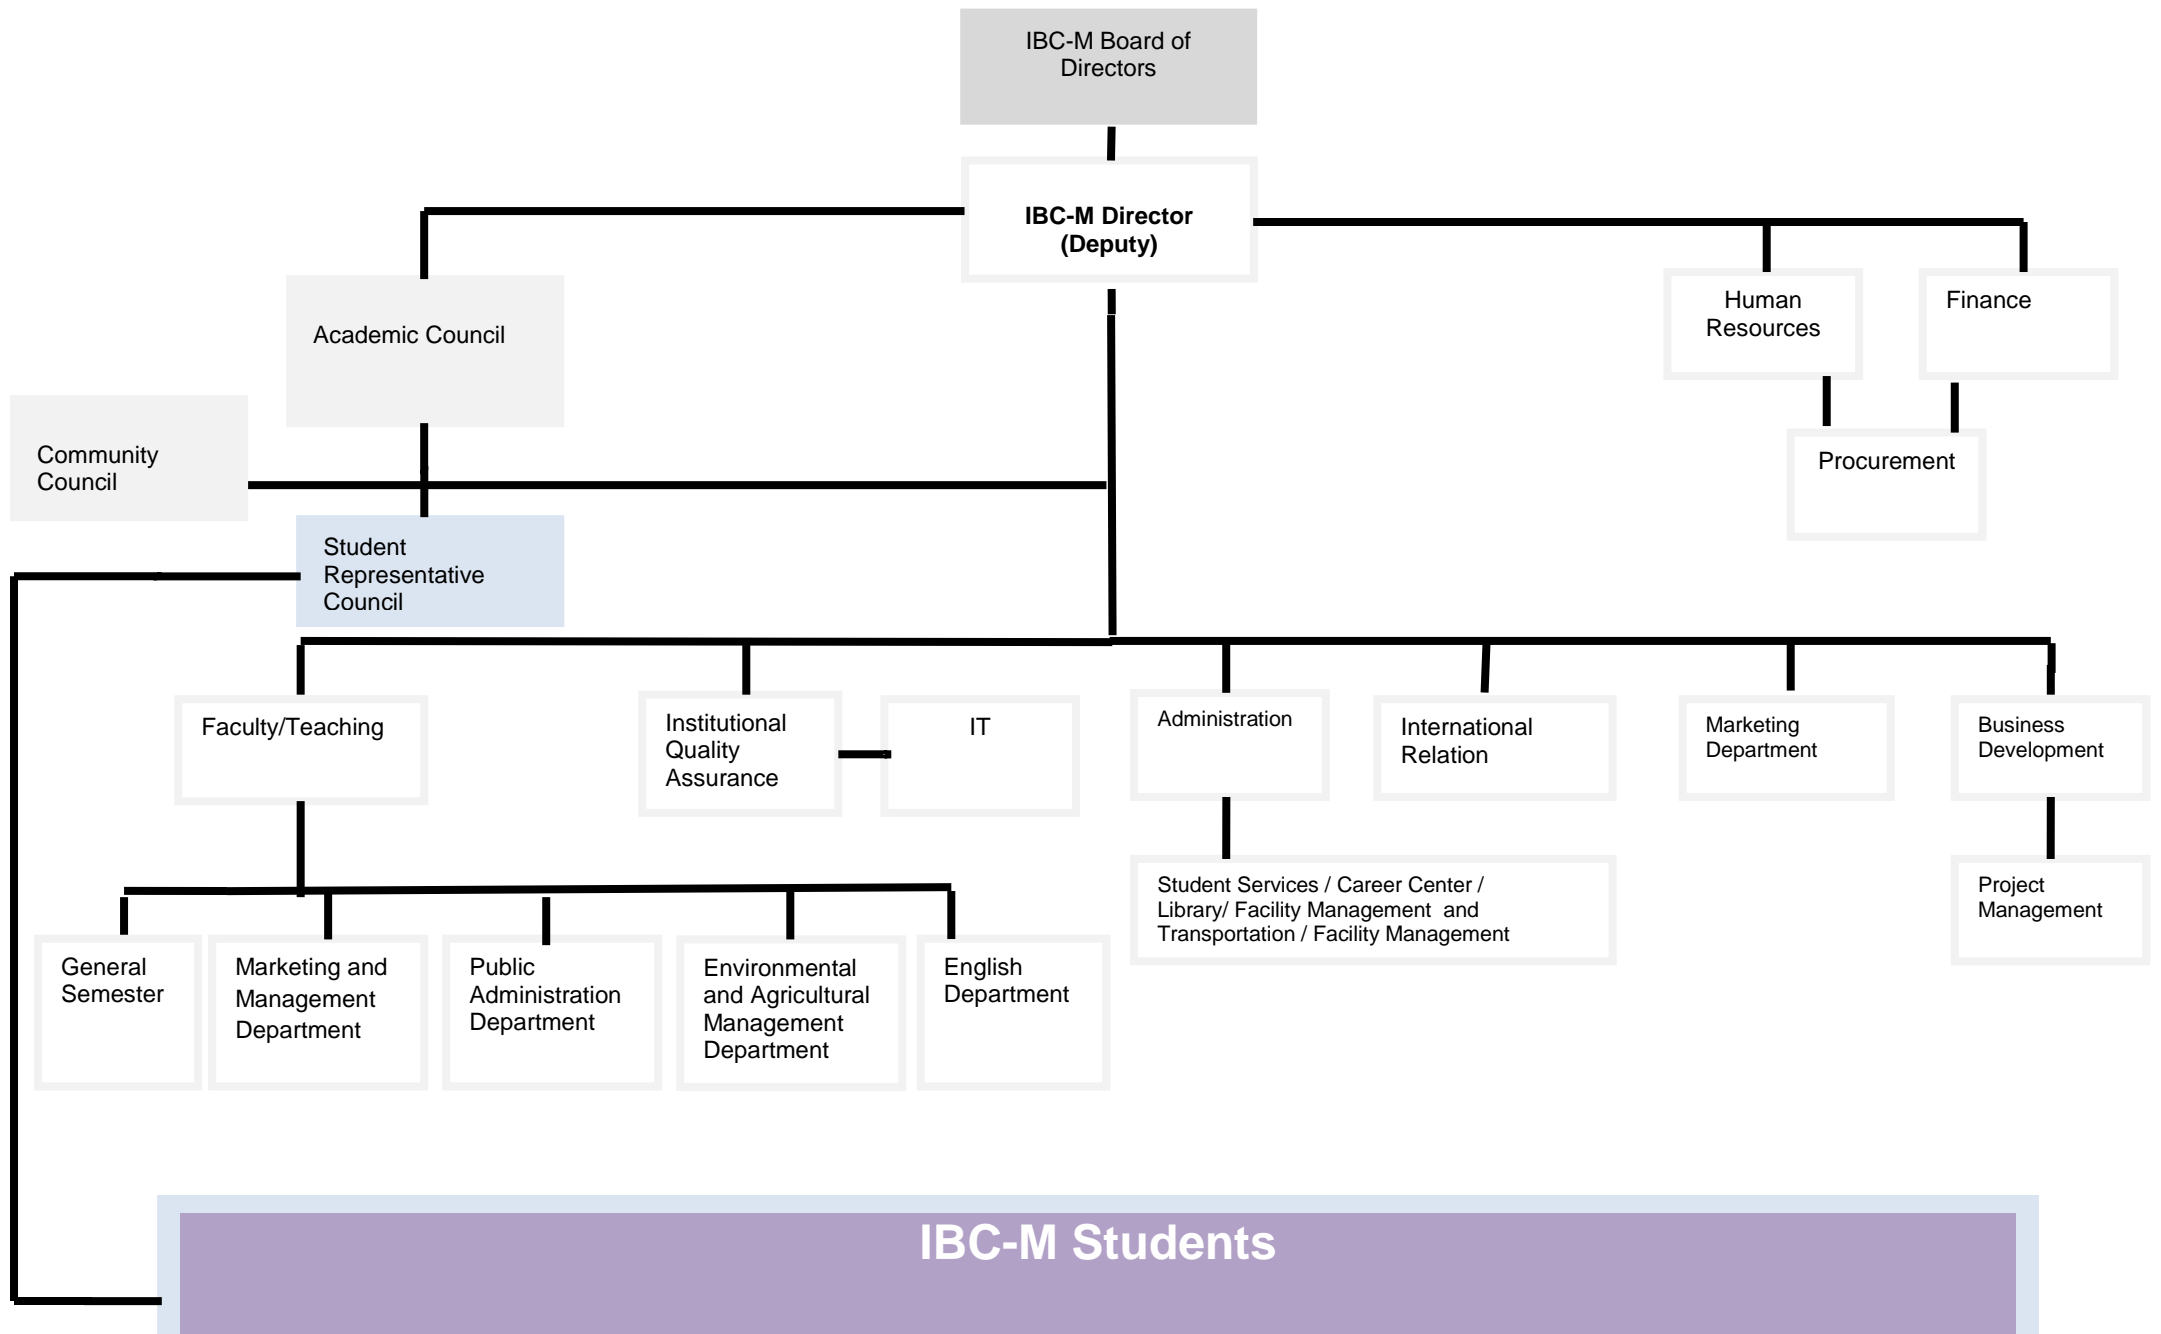 IBC-M Board of
Directors
IBC-M Director
(Deputy)
Human
Resources
Finance
Academic Council
Community
Council
Procurement
Student
Representative
Council
Faculty/Teaching
Institutional
Quality
Assurance
IT
Administration
International
Relation
Marketing
Department
Business
Development
Student Services / Career Center /
Library/ Facility Management and
Transportation / Facility Management
Project
Management
General
Semester
Marketing and
Management
Department
Public
Administration
Department
Environmental
and Agricultural
Management
Department
English
Department
IBC-M Students